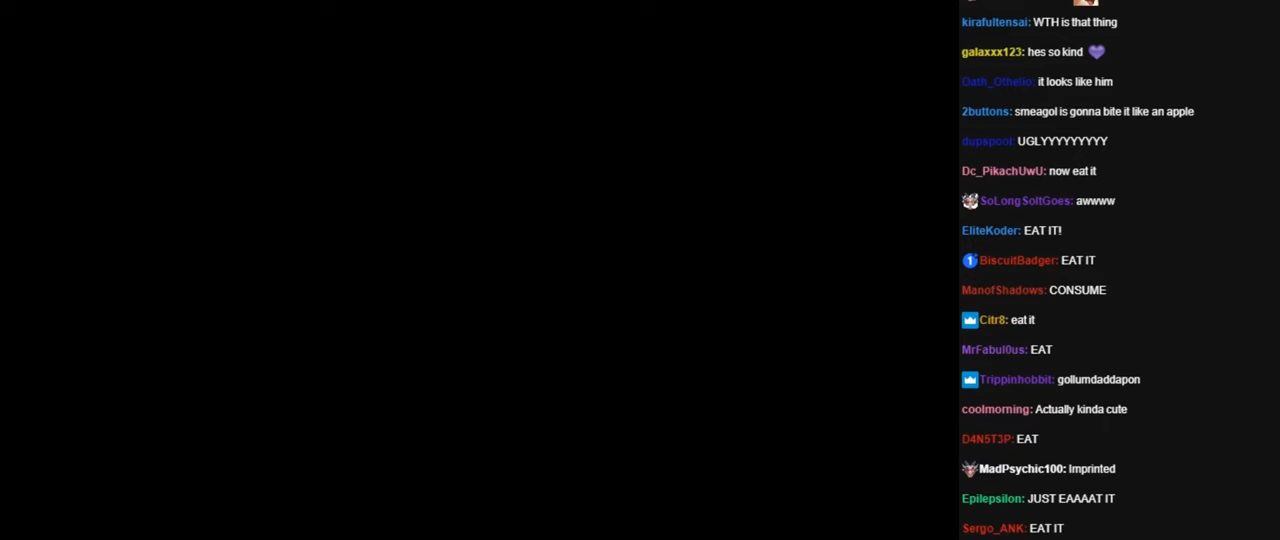 kirafultensai: WTH is that thing
galaxxx123: hes so kind
Oath_Othelio: it looks like him
2buttons: smeagol is gonna bite it like an apple
dupspool: UGLYYYYYYYYY
Dc_PikachUwU: now eat it
SoLongSoItGoes: awwww
EliteKoder: EAT IT!
BiscuitBadger: EAT IT
ManofShadows: CONSUME
Citr8: eat it
MrFabul0us: EAT
Trippinhobbit: gollumdaddapon
coolmorning: Actually kinda cute
D4N5T3P: EAT
MadPsychic100: Imprinted
Epilepsilon: JUST EAAAAT IT
Sergo_ANK: EAT IT